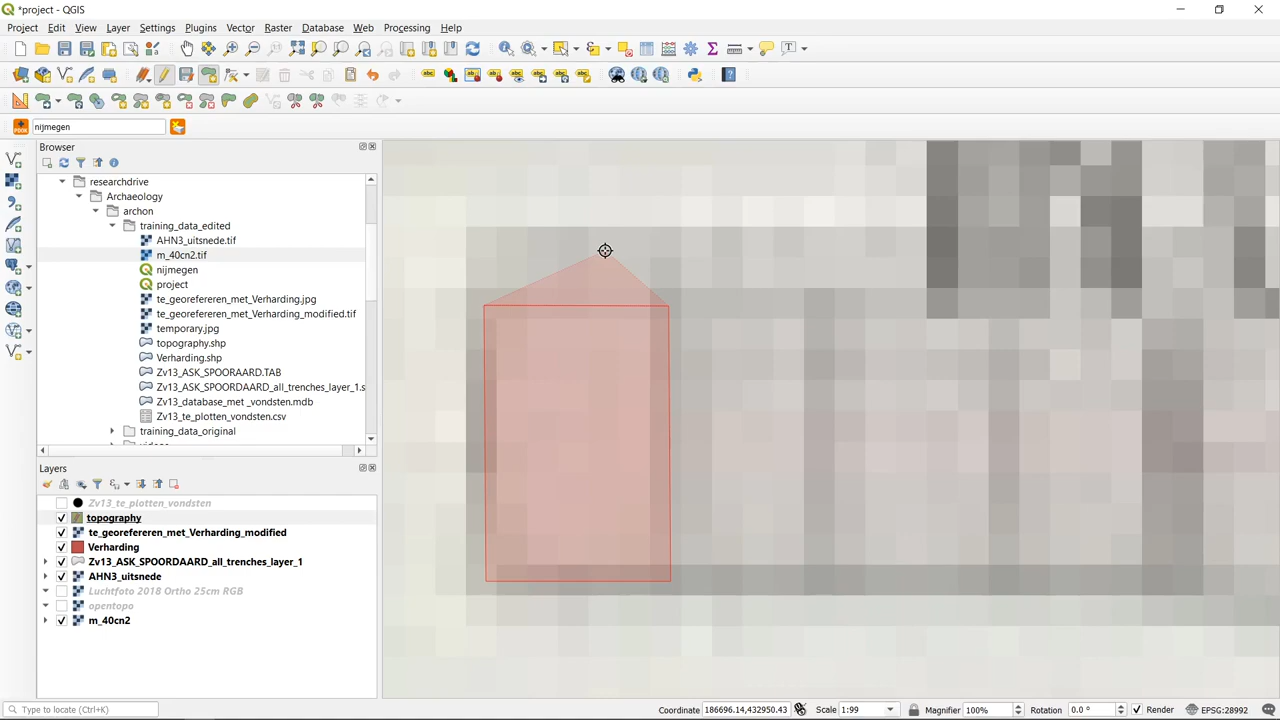 *project - QGIS
Project Edit View Layer Settings Plugins Vector Raster Database Web Processing Help
nijmegen
Browser
researchdrive
Archaeology
archon
training_data_edited
AHN3_uitsnede.tif
m_40cn2.tif
nijmegen
project
te_georefereren_met_Verharding.jpg
te_georefereren_met_Verharding_modified.tif
temporary.jpg
topography.shp
Verharding.shp
Zv13_ASK_SPOORAARD.TAB
Zv13_ASK_SPOORDAARD_all_trenches_layer_1.s
Zv13_database_met _vondsten.mdb
Zv13_te_plotten_vondsten.csv
training_data_original
Layers
Zv13_te_plotten_vondsten
topography
te_georefereren_met_Verharding_modified
Verharding
Zv13_ASK_SPOORDAARD_all_trenches_layer_1
AHN3_uitsnede
Luchtfoto 2018 Ortho 25cm RGB
opentopo
m_40cn2
Type to locate (Ctrl+K) Coordinate 186696.14,432950.43 Scale 1:99 Magnifier 100% Rotation 0.0 ° Render EPSG:28992